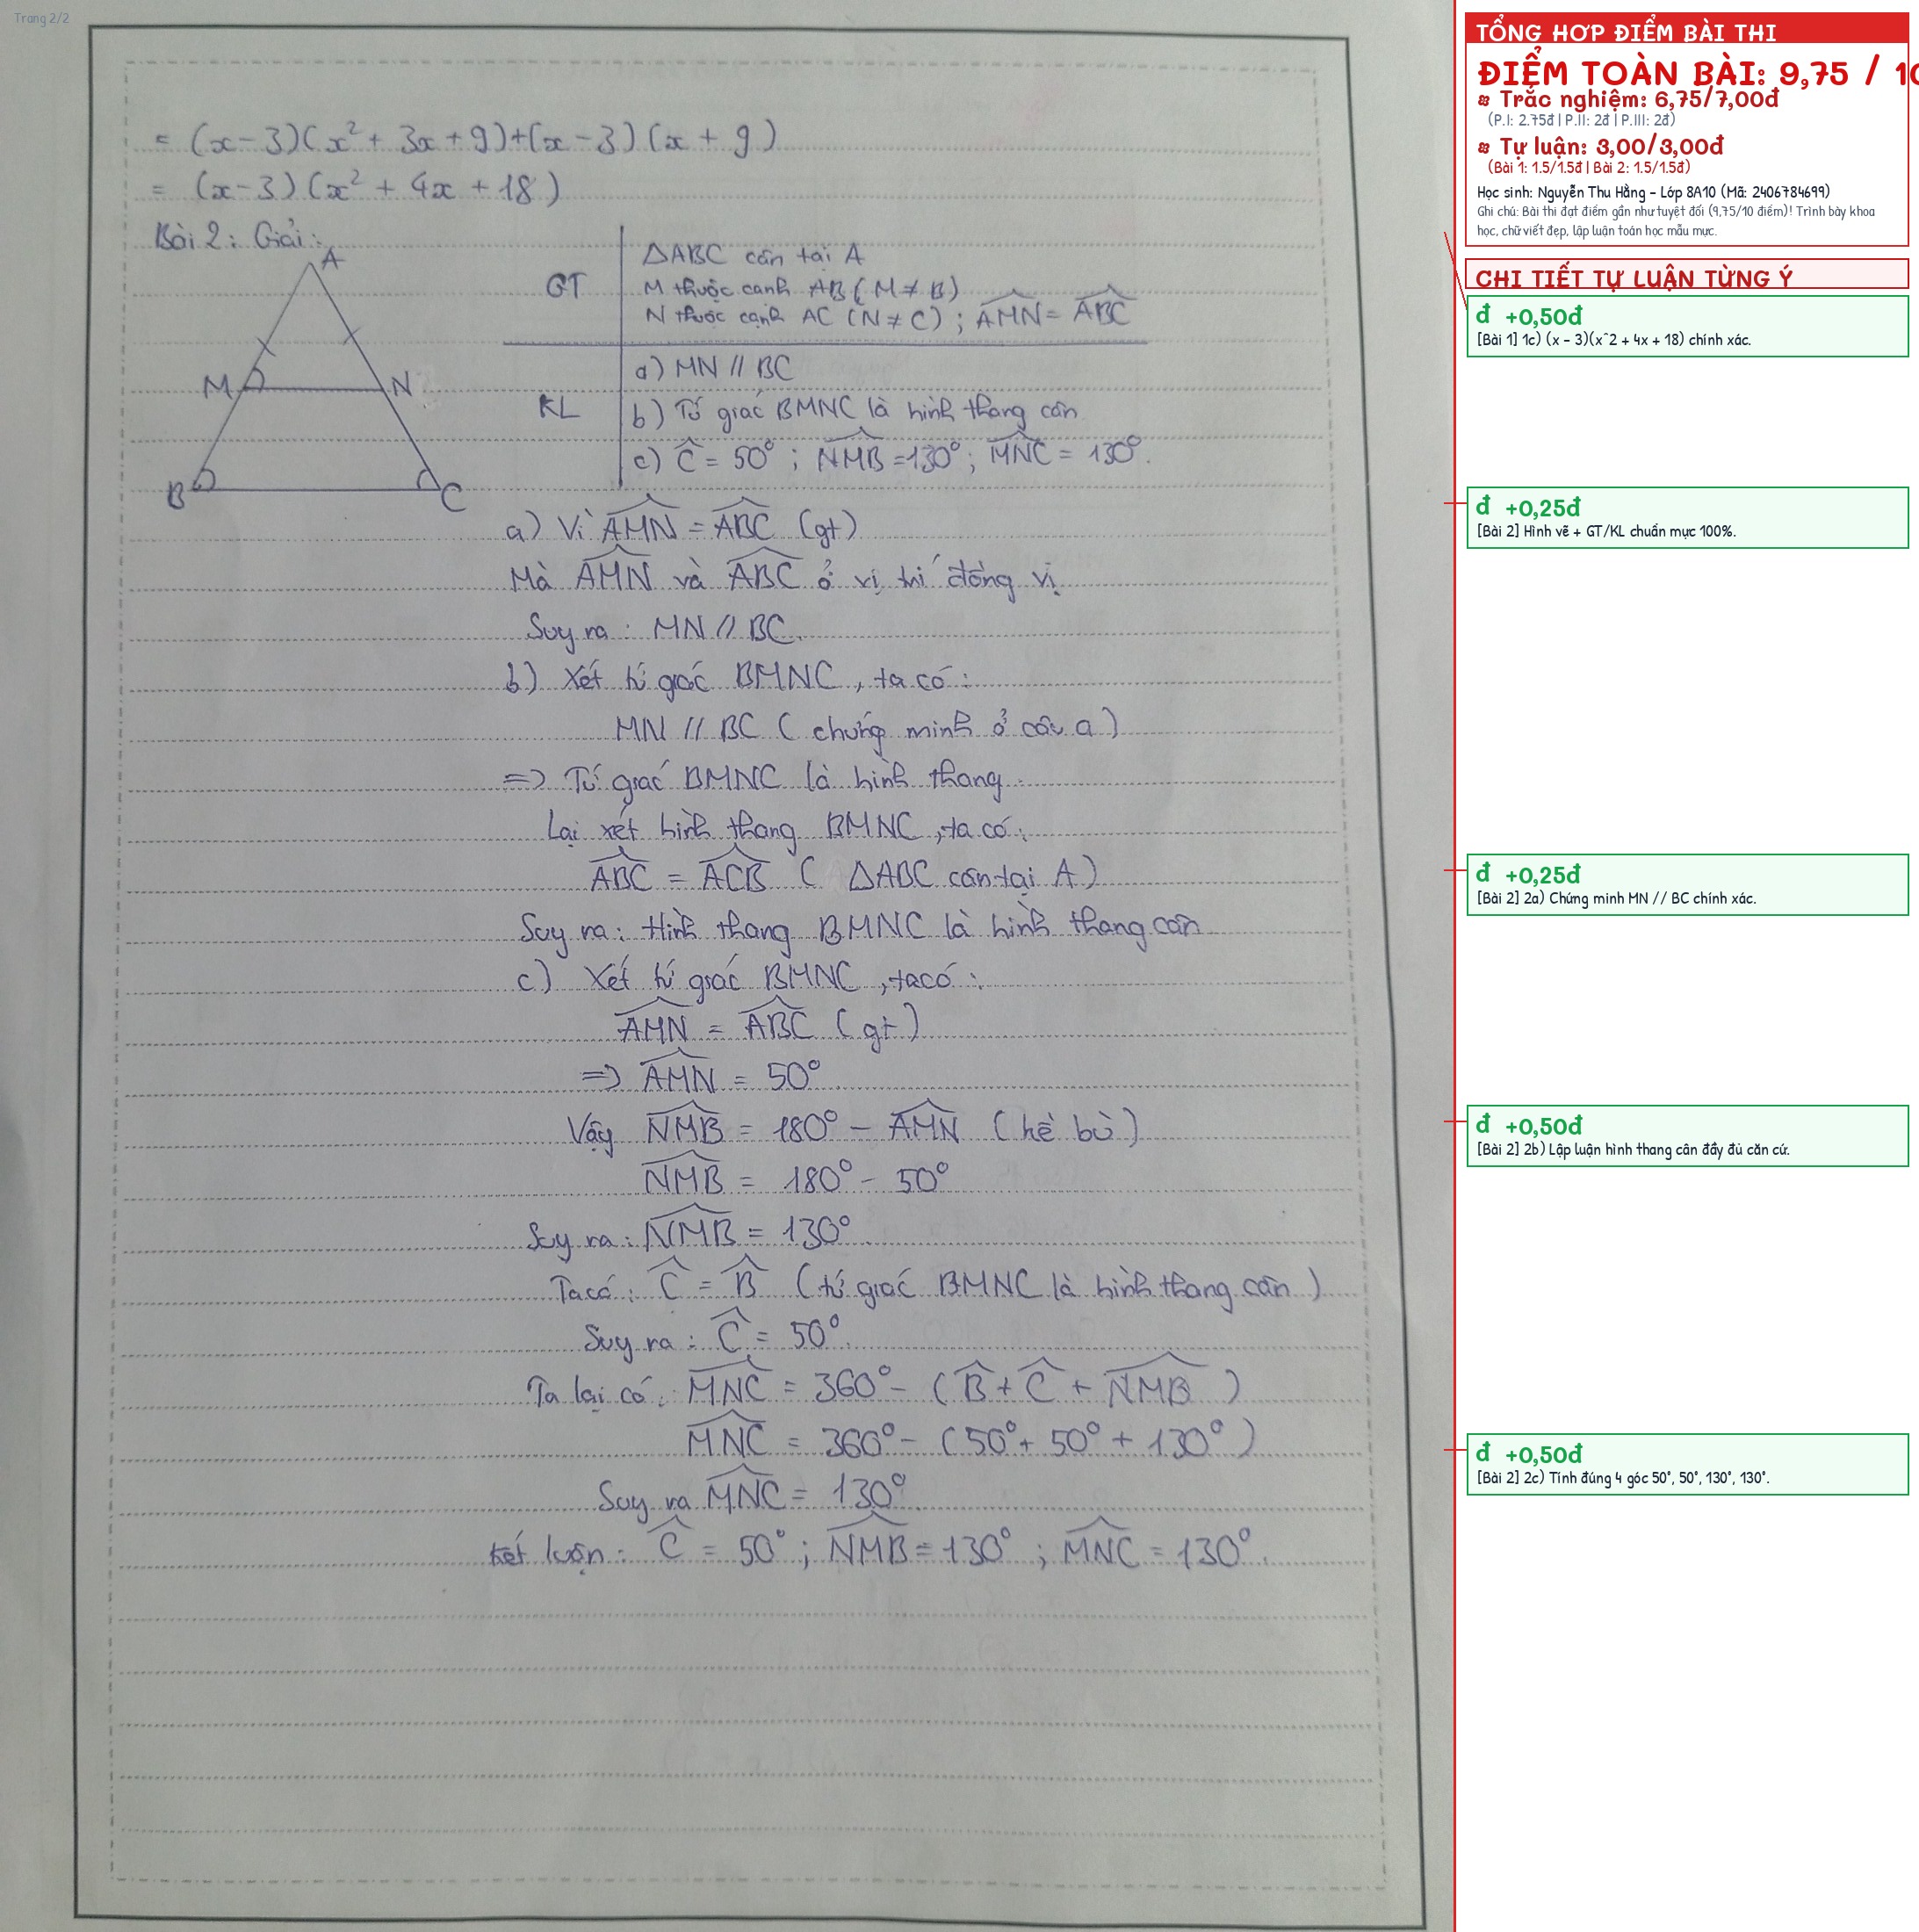 Trang 2/2
= (x-3)(x² + 3x + 9)+(x-3)(x + 9)
= (x-3)(x² + 4x + 18)
Bài 2: Giải:
A
M
N
B
C
GT
ΔABC cân tại A
M thuộc cạnh AB (M ≠ B)
N thuộc cạnh AC (N ≠ C) ; AMN = ABC
KL
a) MN // BC
b) Tứ giác BMNC là hình thang cân
c) C = 50° ; NMB = 130° ; MNC = 130°.
a) Vì AMN = ABC (gt)
Mà AMN và ABC ở vị trí đồng vị
Suy ra: MN // BC.
b) Xét tứ giác BMNC, ta có:
MN // BC (chứng minh ở câu a)
=> Tứ giác BMNC là hình thang.
Lại xét hình thang BMNC, ta có:
ABC = ACB (ΔABC cân tại A)
Suy ra: Hình thang BMNC là hình thang cân
c) Xét tứ giác BMNC, ta có:
AMN = ABC (gt)
=> AMN = 50°
Vậy NMB = 180° - AMN (kề bù)
NMB = 180° - 50°
Suy ra: NMB = 130°.
Ta có: C = B (tứ giác BMNC là hình thang cân)
Suy ra: C = 50°.
Ta lại có: MNC = 360° - (B + C + NMB)
MNC = 360° - (50° + 50° + 130°)
Suy ra MNC = 130°.
Kết luận: C = 50° ; NMB = 130° ; MNC = 130°.
TỔNG HỢP ĐIỂM BÀI THI
ĐIỂM TOÀN BÀI: 9,75 / 10
Trắc nghiệm: 6,75/7,00đ
(P.I: 2.75đ | P.II: 2đ | P.III: 2đ)
Tự luận: 3,00/3,00đ
(Bài 1: 1.5/1.5đ | Bài 2: 1.5/1.5đ)
Học sinh: Nguyễn Thu Hằng - Lớp 8A10 (Mã: 2406784699)
Ghi chú: Bài thi đạt điểm gần như tuyệt đối (9,75/10 điểm)! Trình bày khoa
học, chữ viết đẹp, lập luận toán học mẫu mực.
CHI TIẾT TỰ LUẬN TỪNG Ý
đ +0,50đ
[Bài 1] 1c) (x - 3)(x^2 + 4x + 18) chính xác.
đ +0,25đ
[Bài 2] Hình vẽ + GT/KL chuẩn mực 100%.
đ +0,25đ
[Bài 2] 2a) Chứng minh MN // BC chính xác.
đ +0,50đ
[Bài 2] 2b) Lập luận hình thang cân đầy đủ căn cứ.
đ +0,50đ
[Bài 2] 2c) Tính đúng 4 góc 50°, 50°, 130°, 130°.